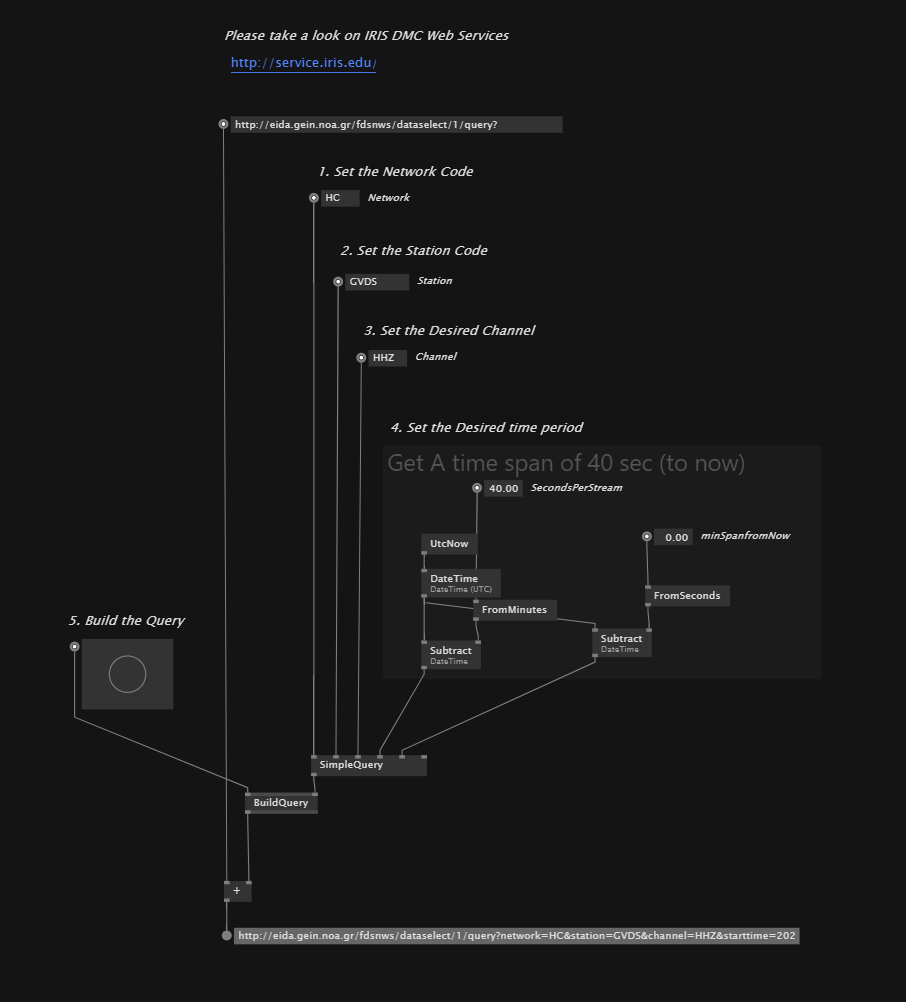 Please take a look on IRIS DMC Web Services
http://service.iris.edu/
http://eida.gein.noa.gr/fdsnws/dataselect/1/query?
1. Set the Network Code
HC Network
2. Set the Station Code
GVDS Station
3. Set the Desired Channel
HHZ Channel
4. Set the Desired time period
Get A time span of 40 sec (to now)
40.00 SecondsPerStream
0.00 minSpanfromNow
UtcNow
DateTime
DateTime (UTC)
FromSeconds
FromMinutes
5. Build the Query
Subtract
DateTime
Subtract
DateTime
SimpleQuery
BuildQuery
+
http://eida.gein.noa.gr/fdsnws/dataselect/1/query?network=HC&station=GVDS&channel=HHZ&starttime=202